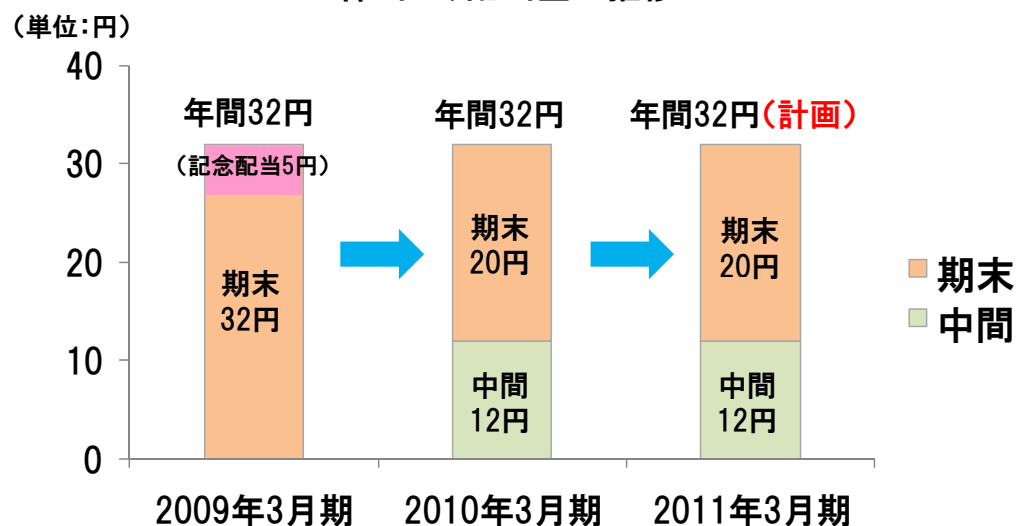 （単位：円）
40
30
20
10
0
年間32円
（記念配当5円）
期末
32円
年間32円
期末
20円
中間
12円
年間32円（計画）
期末
20円
中間
12円
期末
中間
2009年3月期
2010年3月期
2011年3月期